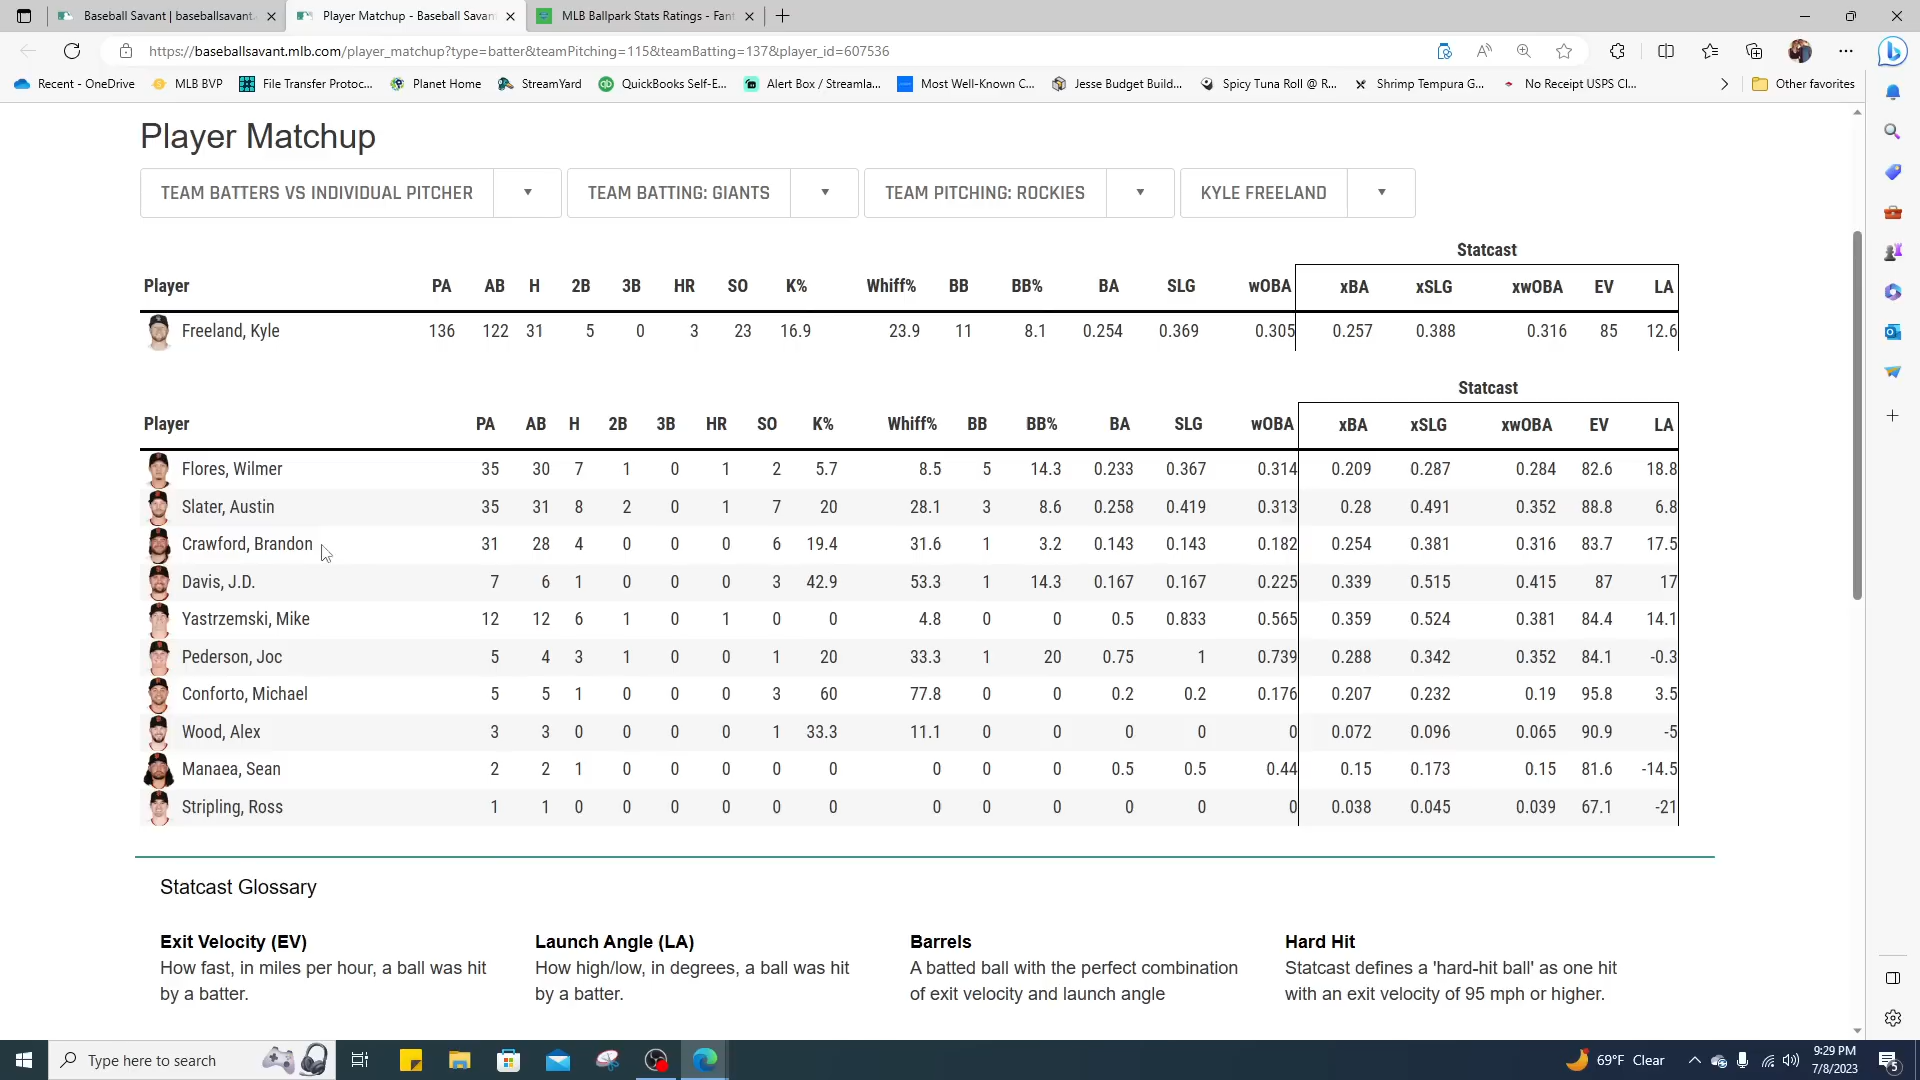 Baseball Savant | baseballsavant.
Player Matchup - Baseball Savan
MLB Ballpark Stats Ratings - Fant
https://baseballsavant.mlb.com/player_matchup?type=batter&teamPitching=115&teamBatting=137&player_id=607536
Recent - OneDrive MLB BVP File Transfer Protoc... Planet Home StreamYard QuickBooks Self-E... Alert Box / Streamla... Most Well-Known C... Jesse Budget Build... Spicy Tuna Roll @ R... Shrimp Tempura G... No Receipt USPS Cl... Other favorites
Player Matchup
TEAM BATTERS VS INDIVIDUAL PITCHER TEAM BATTING: GIANTS TEAM PITCHING: ROCKIES KYLE FREELAND
Statcast
Player PA AB H 2B 3B HR SO K% Whiff% BB BB% BA SLG wOBA xBA xSLG xwOBA EV LA
Freeland, Kyle 136 122 31 5 0 3 23 16.9 23.9 11 8.1 0.254 0.369 0.305 0.257 0.388 0.316 85 12.6
Statcast
Player PA AB H 2B 3B HR SO K% Whiff% BB BB% BA SLG wOBA xBA xSLG xwOBA EV LA
Flores, Wilmer 35 30 7 1 0 1 2 5.7 8.5 5 14.3 0.233 0.367 0.314 0.209 0.287 0.284 82.6 18.8
Slater, Austin 35 31 8 2 0 1 7 20 28.1 3 8.6 0.258 0.419 0.313 0.28 0.491 0.352 88.8 6.8
Crawford, Brandon 31 28 4 0 0 0 6 19.4 31.6 1 3.2 0.143 0.143 0.182 0.254 0.381 0.316 83.7 17.5
Davis, J.D. 7 6 1 0 0 0 3 42.9 53.3 1 14.3 0.167 0.167 0.225 0.339 0.515 0.415 87 17
Yastrzemski, Mike 12 12 6 1 0 1 0 0 4.8 0 0 0.5 0.833 0.565 0.359 0.524 0.381 84.4 14.1
Pederson, Joc 5 4 3 1 0 0 1 20 33.3 1 20 0.75 1 0.739 0.288 0.342 0.352 84.1 -0.3
Conforto, Michael 5 5 1 0 0 0 3 60 77.8 0 0 0.2 0.2 0.176 0.207 0.232 0.19 95.8 3.5
Wood, Alex 3 3 0 0 0 0 1 33.3 11.1 0 0 0 0 0 0.072 0.096 0.065 90.9 -5
Manaea, Sean 2 2 1 0 0 0 0 0 0 0 0 0.5 0.5 0.44 0.15 0.173 0.15 81.6 -14.5
Stripling, Ross 1 1 0 0 0 0 0 0 0 0 0 0 0 0 0.038 0.045 0.039 67.1 -21
Statcast Glossary
Exit Velocity (EV)
How fast, in miles per hour, a ball was hit
by a batter.
Launch Angle (LA)
How high/low, in degrees, a ball was hit
by a batter.
Barrels
A batted ball with the perfect combination
of exit velocity and launch angle
Hard Hit
Statcast defines a 'hard-hit ball' as one hit
with an exit velocity of 95 mph or higher.
Type here to search
69°F Clear
9:29 PM
7/8/2023
5